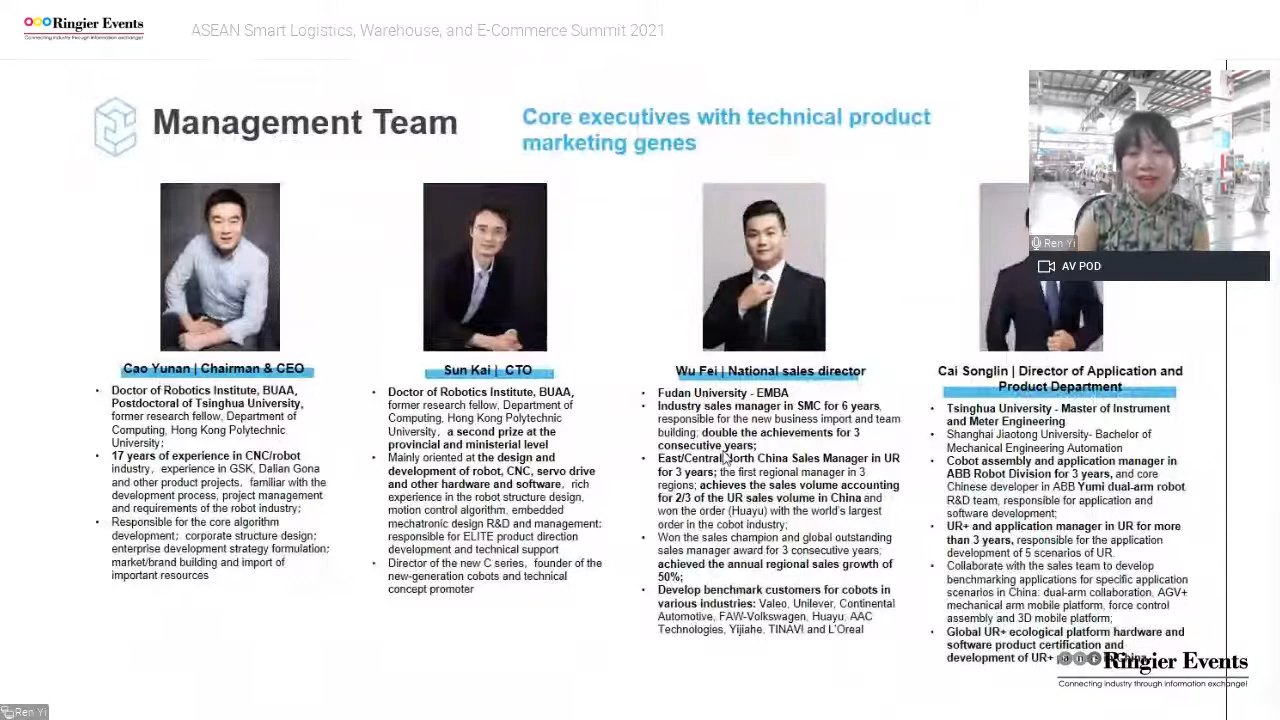 Ringier Events
Connecting industry through information exchange!
ASEAN Smart Logistics, Warehouse, and E-Commerce Summit 2021
Management Team
Core executives with technical product
marketing genes
Ren Yi
AV POD
Cao Yunan | Chairman & CEO
• Doctor of Robotics Institute, BUAA,
Postdoctoral of Tsinghua University,
former research fellow, Department of
Computing, Hong Kong Polytechnic
University;
• 17 years of experience in CNC/robot
industry, experience in GSK, Dalian Gona
and other product projects, familiar with the
development process, project management
and requirements of the robot industry;
• Responsible for the core algorithm
development; corporate structure design;
enterprise development strategy formulation;
market/brand building and import of
important resources
Sun Kai | CTO
• Doctor of Robotics Institute, BUAA,
former research fellow, Department of
Computing, Hong Kong Polytechnic
University, a second prize at the
provincial and ministerial level
• Mainly oriented at the design and
development of robot, CNC, servo drive
and other hardware and software, rich
experience in the robot structure design,
motion control algorithm, embedded
mechatronic design R&D and management;
responsible for ELITE product direction
development and technical support
• Director of the new C series, founder of the
new-generation cobots and technical
concept promoter
Wu Fei | National sales director
• Fudan University - EMBA
• Industry sales manager in SMC for 6 years,
responsible for the new business import and team
building; double the achievements for 3
consecutive years;
• East/Central/North China Sales Manager in UR
for 3 years; the first regional manager in 3
regions; achieves the sales volume accounting
for 2/3 of the UR sales volume in China and
won the order (Huayu) with the world's largest
order in the cobot industry;
• Won the sales champion and global outstanding
sales manager award for 3 consecutive years;
achieved the annual regional sales growth of
50%;
• Develop benchmark customers for cobots in
various industries: Valeo, Unilever, Continental
Automotive, FAW-Volkswagen, Huayu, AAC
Technologies, Yijiahe, TINAVI and L'Oreal
Cai Songlin | Director of Application and
Product Department
• Tsinghua University - Master of Instrument
and Meter Engineering
• Shanghai Jiaotong University- Bachelor of
Mechanical Engineering Automation
• Cobot assembly and application manager in
ABB Robot Division for 3 years, and core
Chinese developer in ABB Yumi dual-arm robot
R&D team, responsible for application and
software development;
• UR+ and application manager in UR for more
than 3 years, responsible for the application
development of 5 scenarios of UR.
• Collaborate with the sales team to develop
benchmarking applications for specific application
scenarios in China: dual-arm collaboration, AGV+
mechanical arm mobile platform, force control
assembly and 3D mobile platform;
• Global UR+ ecological platform hardware and
software product certification and
development of UR+
Ringier Events
Connecting industry through information exchange!
Ren Yi